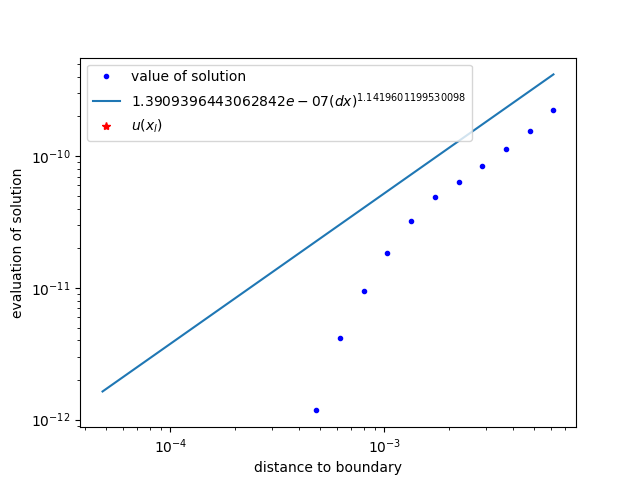 value of solution
1.3909396443062842e − 07(dx)^1.1419601199530098
u(x_l)
10^−10
10^−11
10^−12
evaluation of solution
10^−4
10^−3
distance to boundary